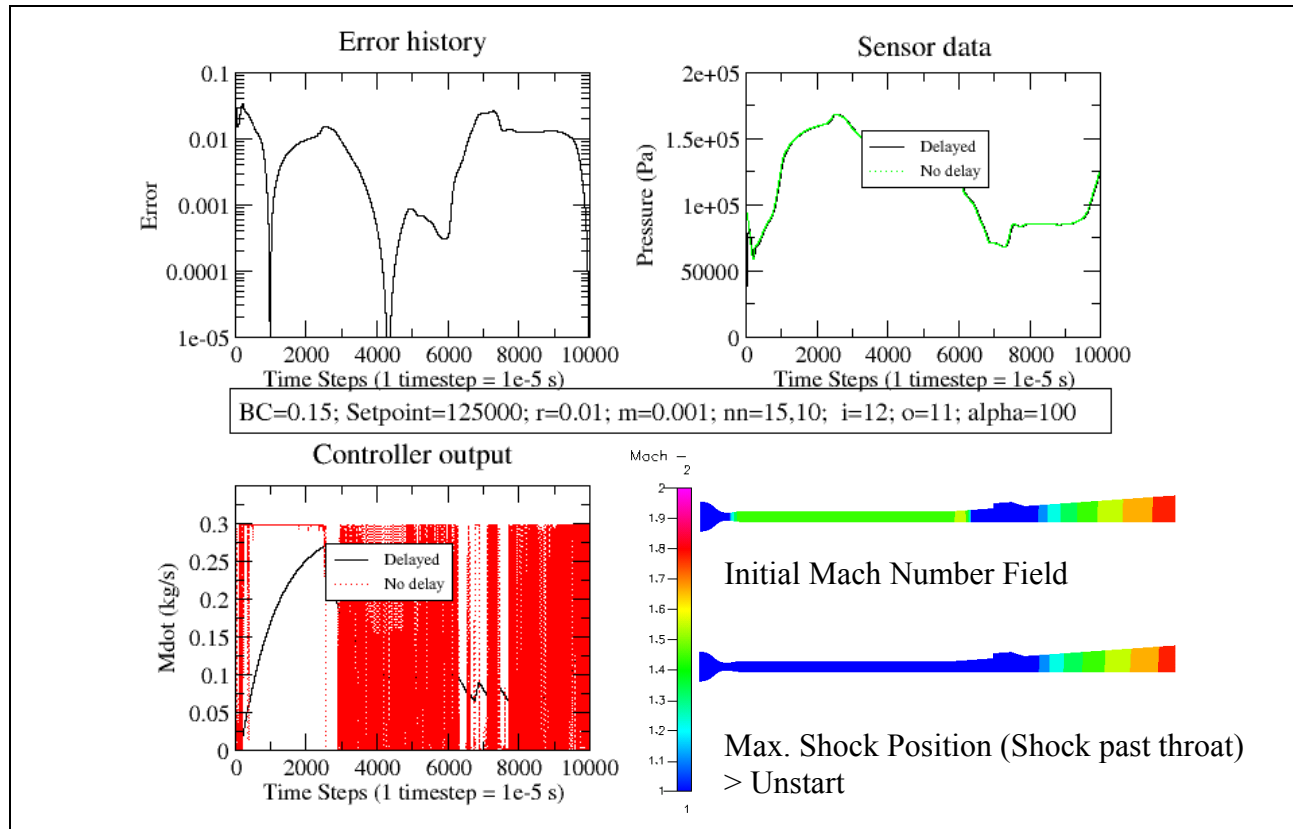 Error history
0.1
0.01
0.001
0.0001
1e-05
Error
0 2000 4000 6000 8000 10000
Time Steps (1 timestep = 1e-5 s)
Sensor data
2e+05
1.5e+05
1e+05
50000
0
Pressure (Pa)
Delayed
No delay
0 2000 4000 6000 8000 10000
Time Steps (1 timestep = 1e-5 s)
BC=0.15; Setpoint=125000; r=0.01; m=0.001; nn=15,10; i=12; o=11; alpha=100
Controller output
0.3
0.25
0.2
0.15
0.1
0.05
0
Mdot (kg/s)
Delayed
No delay
0 2000 4000 6000 8000 10000
Time Steps (1 timestep = 1e-5 s)
Mach –
2
2
1.9
1.8
1.7
1.6
1.5
1.4
1.3
1.2
1.1
1
1
Initial Mach Number Field
Max. Shock Position (Shock past throat)
> Unstart